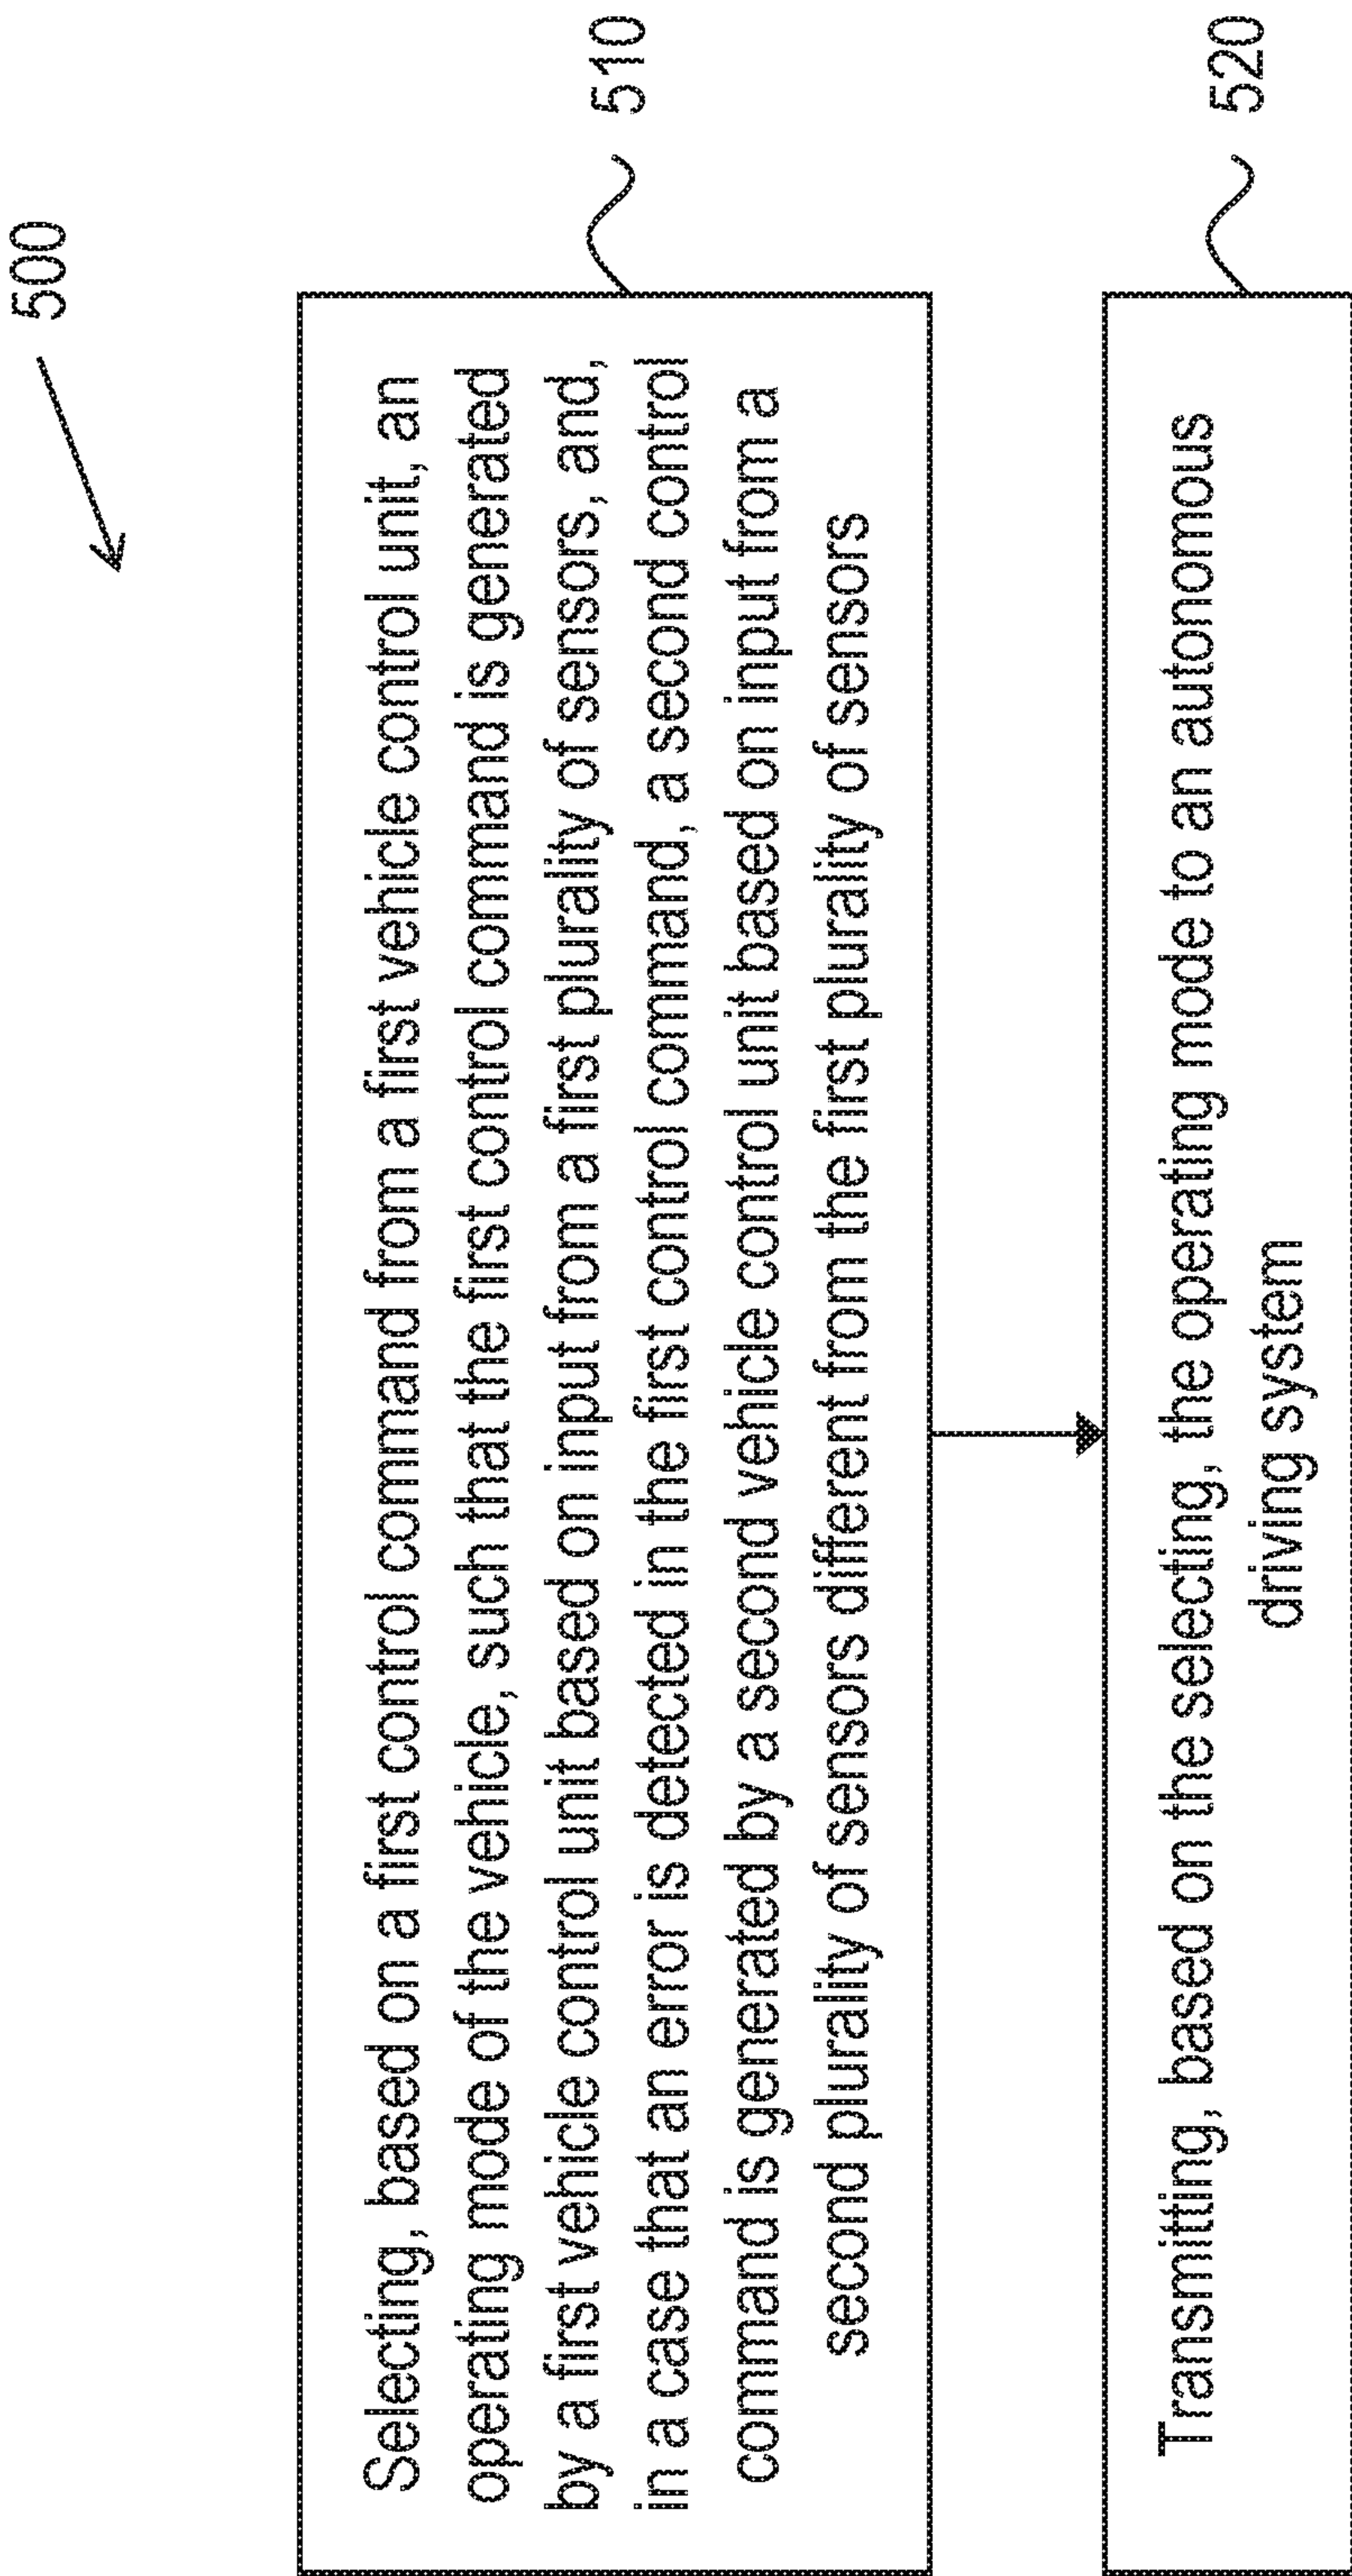 500
Selecting, based on a first control command from a first vehicle control unit, an
operating mode of the vehicle, such that the first control command is generated
by a first vehicle control unit based on input from a first plurality of sensors, and,
in a case that an error is detected in the first control command, a second control
command is generated by a second vehicle control unit based on input from a
second plurality of sensors different from the first plurality of sensors
510
Transmitting, based on the selecting, the operating mode to an autonomous
driving system
520